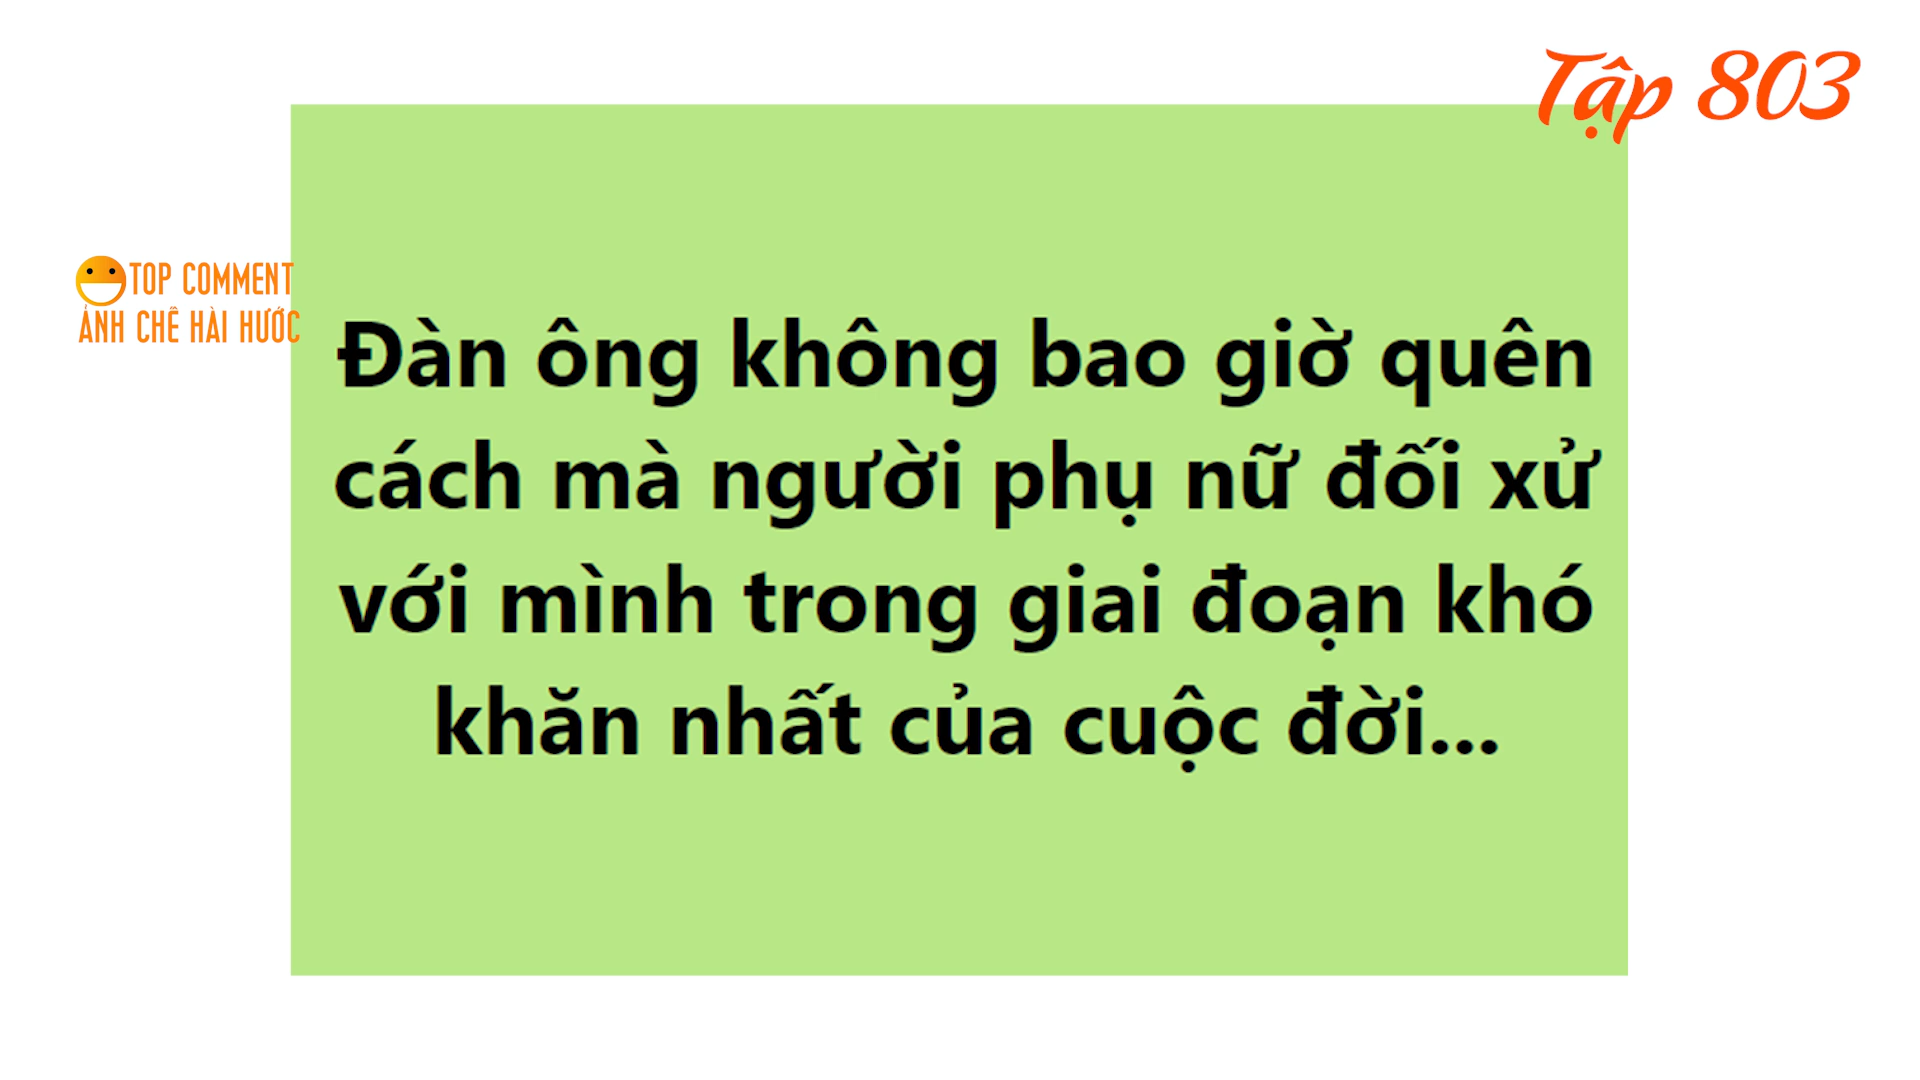 Tập 803
TOP COMMENT
ẢNH CHẾ HÀI HƯỚC
Đàn ông không bao giờ quên
cách mà người phụ nữ đối xử
với mình trong giai đoạn khó
khăn nhất của cuộc đời...